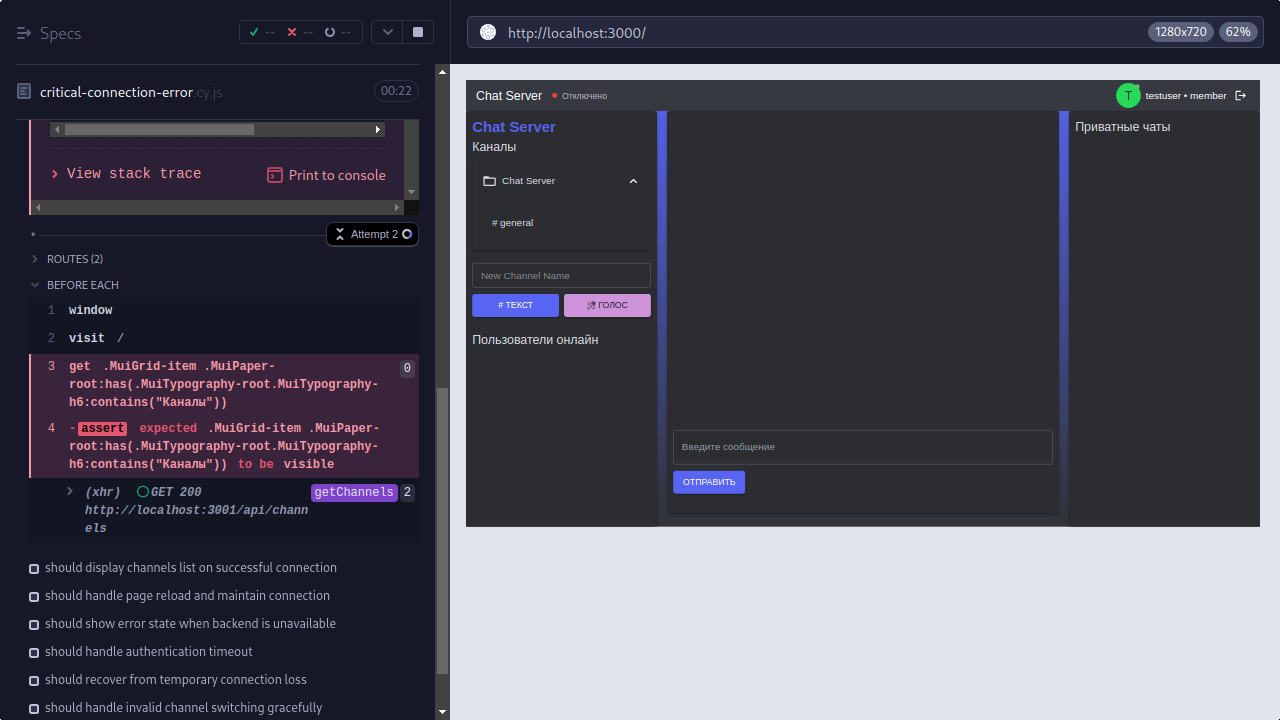 Specs
--
--
--
http://localhost:3000/
1280x720
62%
critical-connection-error.cy.js
00:22
View stack trace
Print to console
Attempt 2
ROUTES (2)
BEFORE EACH
1 window
2 visit /
3 get .MuiGrid-item .MuiPaper-
root:has(.MuiTypography-root.MuiTypography-
h6:contains("Каналы"))
0
4 -assert expected .MuiGrid-item .MuiPaper-
root:has(.MuiTypography-root.MuiTypography-
h6:contains("Каналы")) to be visible
(xhr) GET 200
http://localhost:3001/api/chann
els
getChannels 2
should display channels list on successful connection
should handle page reload and maintain connection
should show error state when backend is unavailable
should handle authentication timeout
should recover from temporary connection loss
should handle invalid channel switching gracefully
Chat Server
Отключено
T
testuser • member
Chat Server
Каналы
Chat Server
# general
New Channel Name
# ТЕКСТ
🎤 ГОЛОС
Пользователи онлайн
Введите сообщение
ОТПРАВИТЬ
Приватные чаты